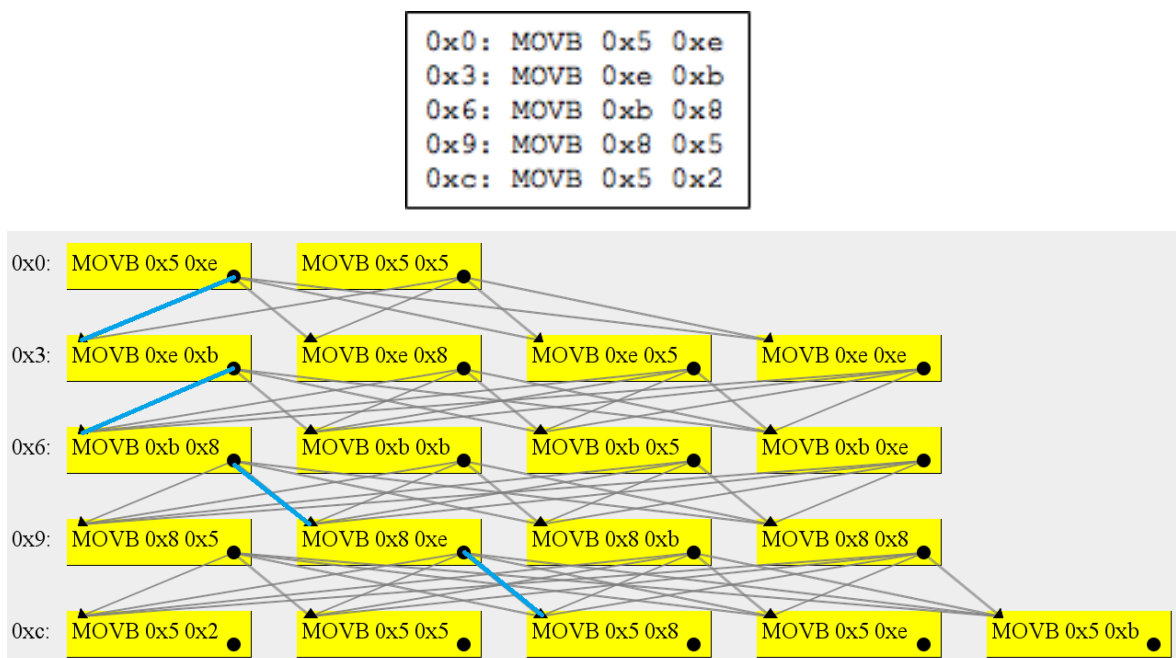 0x0: MOVB 0x5 0xe
0x3: MOVB 0xe 0xb
0x6: MOVB 0xb 0x8
0x9: MOVB 0x8 0x5
0xc: MOVB 0x5 0x2
0x0: MOVB 0x5 0xe MOVB 0x5 0x5
0x3: MOVB 0xe 0xb MOVB 0xe 0x8 MOVB 0xe 0x5 MOVB 0xe 0xe
0x6: MOVB 0xb 0x8 MOVB 0xb 0xb MOVB 0xb 0x5 MOVB 0xb 0xe
0x9: MOVB 0x8 0x5 MOVB 0x8 0xe MOVB 0x8 0xb MOVB 0x8 0x8
0xc: MOVB 0x5 0x2 MOVB 0x5 0x5 MOVB 0x5 0x8 MOVB 0x5 0xe MOVB 0x5 0xb